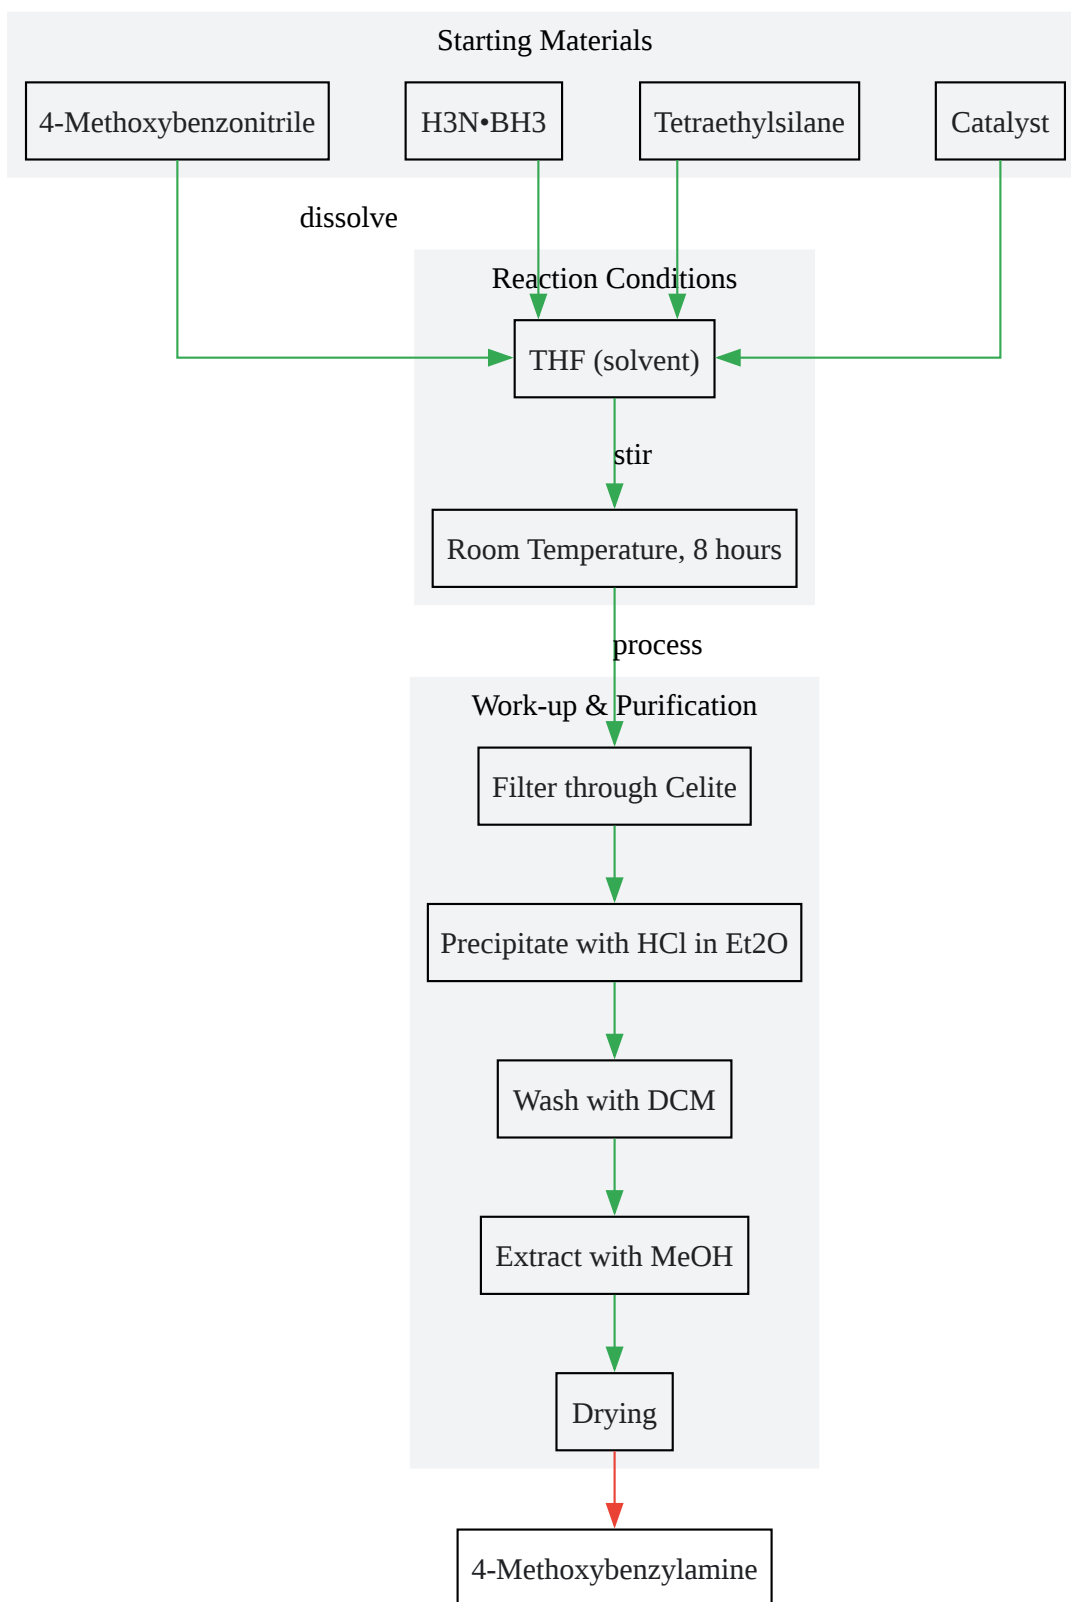 Starting Materials
4-Methoxybenzonitrile
H3N•BH3
Tetraethylsilane
Catalyst
dissolve
Reaction Conditions
THF (solvent)
stir
Room Temperature, 8 hours
process
Work-up & Purification
Filter through Celite
Precipitate with HCl in Et2O
Wash with DCM
Extract with MeOH
Drying
4-Methoxybenzylamine